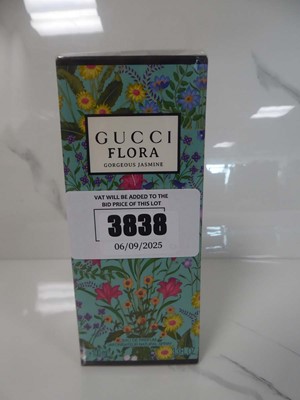 GUCCI
FLORA
GORGEOUS JASMINE
VAT WILL BE ADDED TO THE
BID PRICE OF THIS LOT
3838
06/09/2025